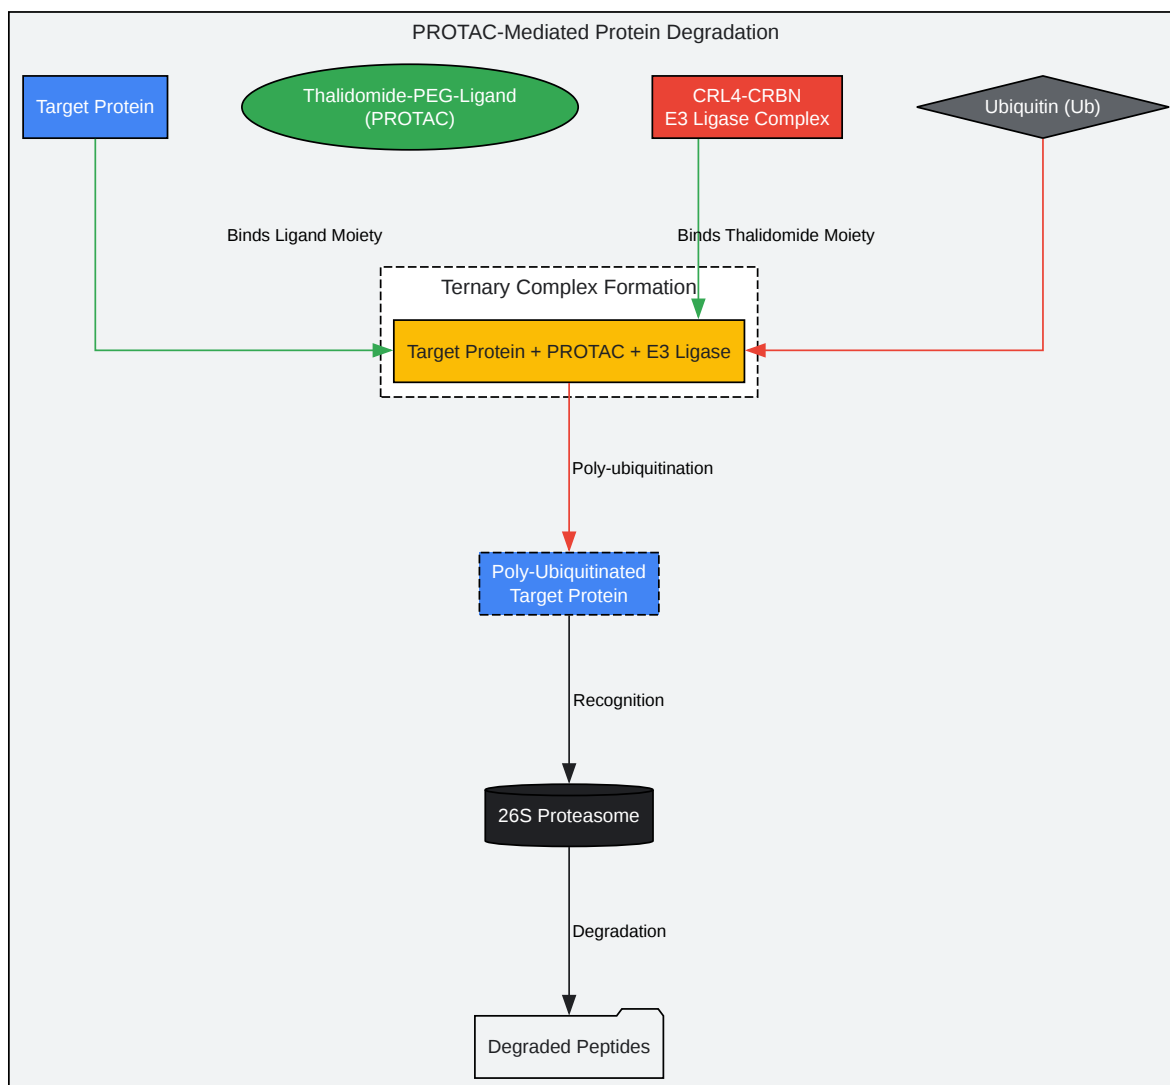 PROTAC-Mediated Protein Degradation
Target Protein
Thalidomide-PEG-Ligand
(PROTAC)
CRL4-CRBN
E3 Ligase Complex
Ubiquitin (Ub)
Binds Ligand Moiety
Binds Thalidomide Moiety
Ternary Complex Formation
Target Protein + PROTAC + E3 Ligase
Poly-ubiquitination
Poly-Ubiquitinated
Target Protein
Recognition
26S Proteasome
Degradation
Degraded Peptides